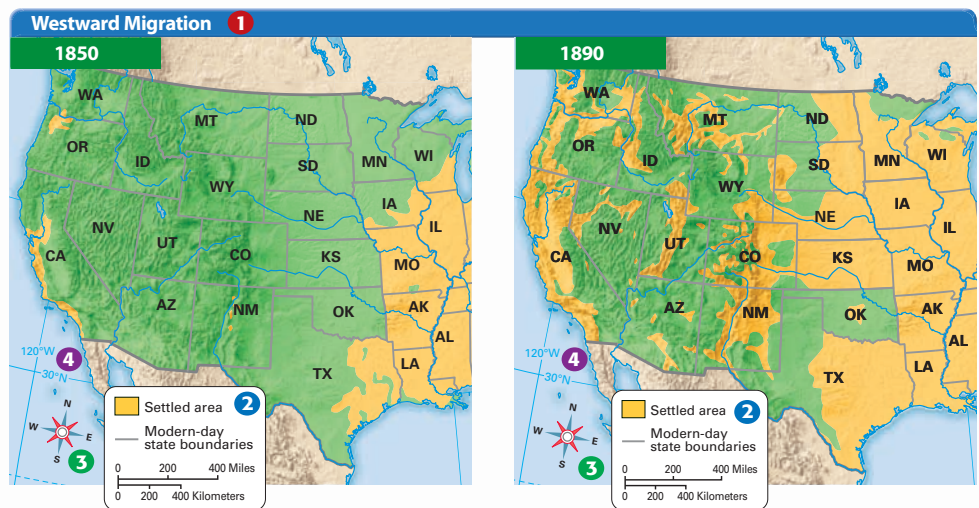 Westward Migration 1
1850
WA
MT
ND
OR
ID
SD
MN
WI
WY
IA
NE
NV
IL
UT
CA
CO
KS
MO
AZ
NM
OK
AK
AL
TX
LA
120°W
4
30°N
N
W
E
S
3
Settled area 2
Modern-day
state boundaries
0 200 400 Miles
0 200 400 Kilometers
1890
WA
MT
ND
OR
ID
SD
MN
WI
WY
IA
NE
NV
IL
UT
CA
CO
KS
MO
AZ
NM
OK
AK
AL
TX
LA
120°W
4
30°N
N
W
E
S
3
Settled area 2
Modern-day
state boundaries
0 200 400 Miles
0 200 400 Kilometers